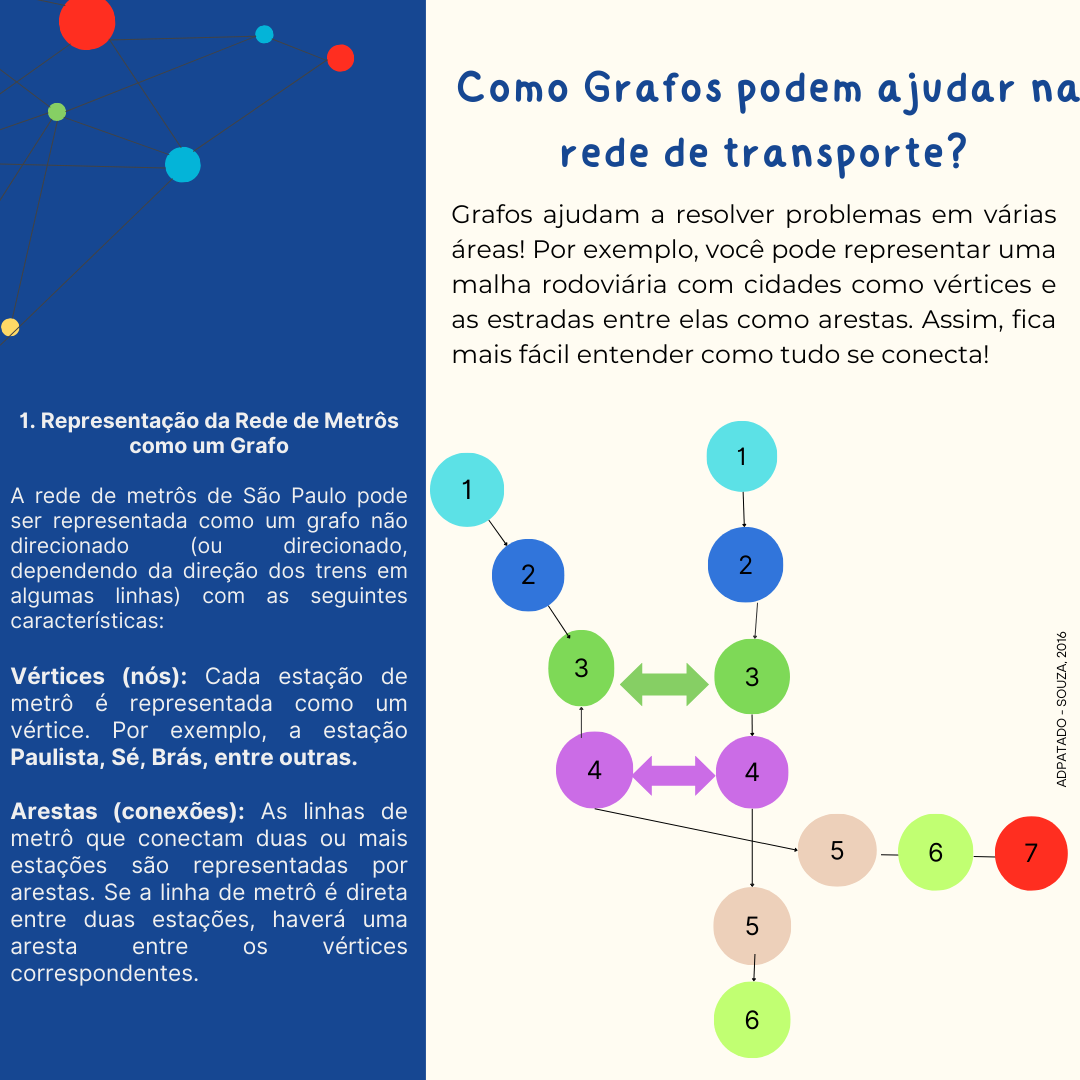 Como Grafos podem ajudar na
rede de transporte?
Grafos ajudam a resolver problemas em várias
áreas! Por exemplo, você pode representar uma
malha rodoviária com cidades como vértices e
as estradas entre elas como arestas. Assim, fica
mais fácil entender como tudo se conecta!
1. Representação da Rede de Metrôs
como um Grafo
A rede de metrôs de São Paulo pode
ser representada como um grafo não
direcionado (ou direcionado,
dependendo da direção dos trens em
algumas linhas) com as seguintes
características:
Vértices (nós): Cada estação de
metrô é representada como um
vértice. Por exemplo, a estação
Paulista, Sé, Brás, entre outras.
Arestas (conexões): As linhas de
metrô que conectam duas ou mais
estações são representadas por
arestas. Se a linha de metrô é direta
entre duas estações, haverá uma
aresta entre os vértices
correspondentes.
1
2
3
4
5
6
7
1
2
3
4
5
6
ADPATADO - SOUZA, 2016